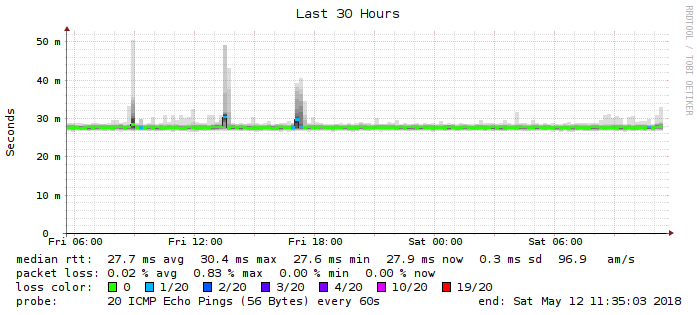 Last 30 Hours
RRDTOOL / TOBI OETIKER
Seconds
50 m
40 m
30 m
20 m
10 m
0
Fri 06:00 Fri 12:00 Fri 18:00 Sat 00:00 Sat 06:00
median rtt: 27.7 ms avg 30.4 ms max 27.6 ms min 27.9 ms now 0.3 ms sd 96.9 am/s
packet loss: 0.02 % avg 0.83 % max 0.00 % min 0.00 % now
loss color: 0 1/20 2/20 3/20 4/20 10/20 19/20
probe: 20 ICMP Echo Pings (56 Bytes) every 60s end: Sat May 12 11:35:03 2018